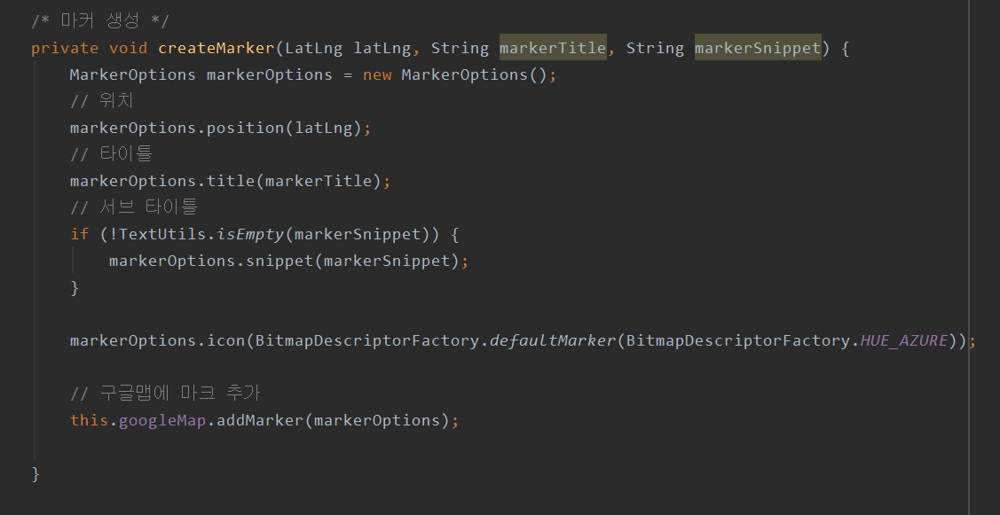 /* 마커 생성 */
private void createMarker(LatLng latLng, String markerTitle, String markerSnippet) {
MarkerOptions markerOptions = new MarkerOptions();
// 위치
markerOptions.position(latLng);
// 타이틀
markerOptions.title(markerTitle);
// 서브 타이틀
if (!TextUtils.isEmpty(markerSnippet)) {
markerOptions.snippet(markerSnippet);
}
markerOptions.icon(BitmapDescriptorFactory.defaultMarker(BitmapDescriptorFactory.HUE_AZURE));
// 구글맵에 마크 추가
this.googleMap.addMarker(markerOptions);
}